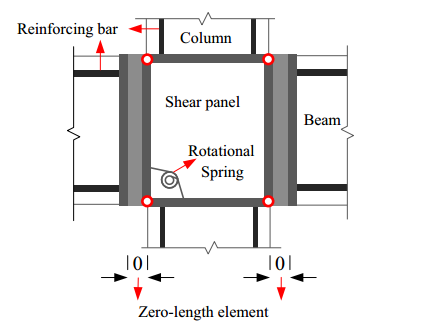 Reinforcing bar
Column
Shear panel
Beam
Rotational
Spring
|0| |0|
Zero-length element